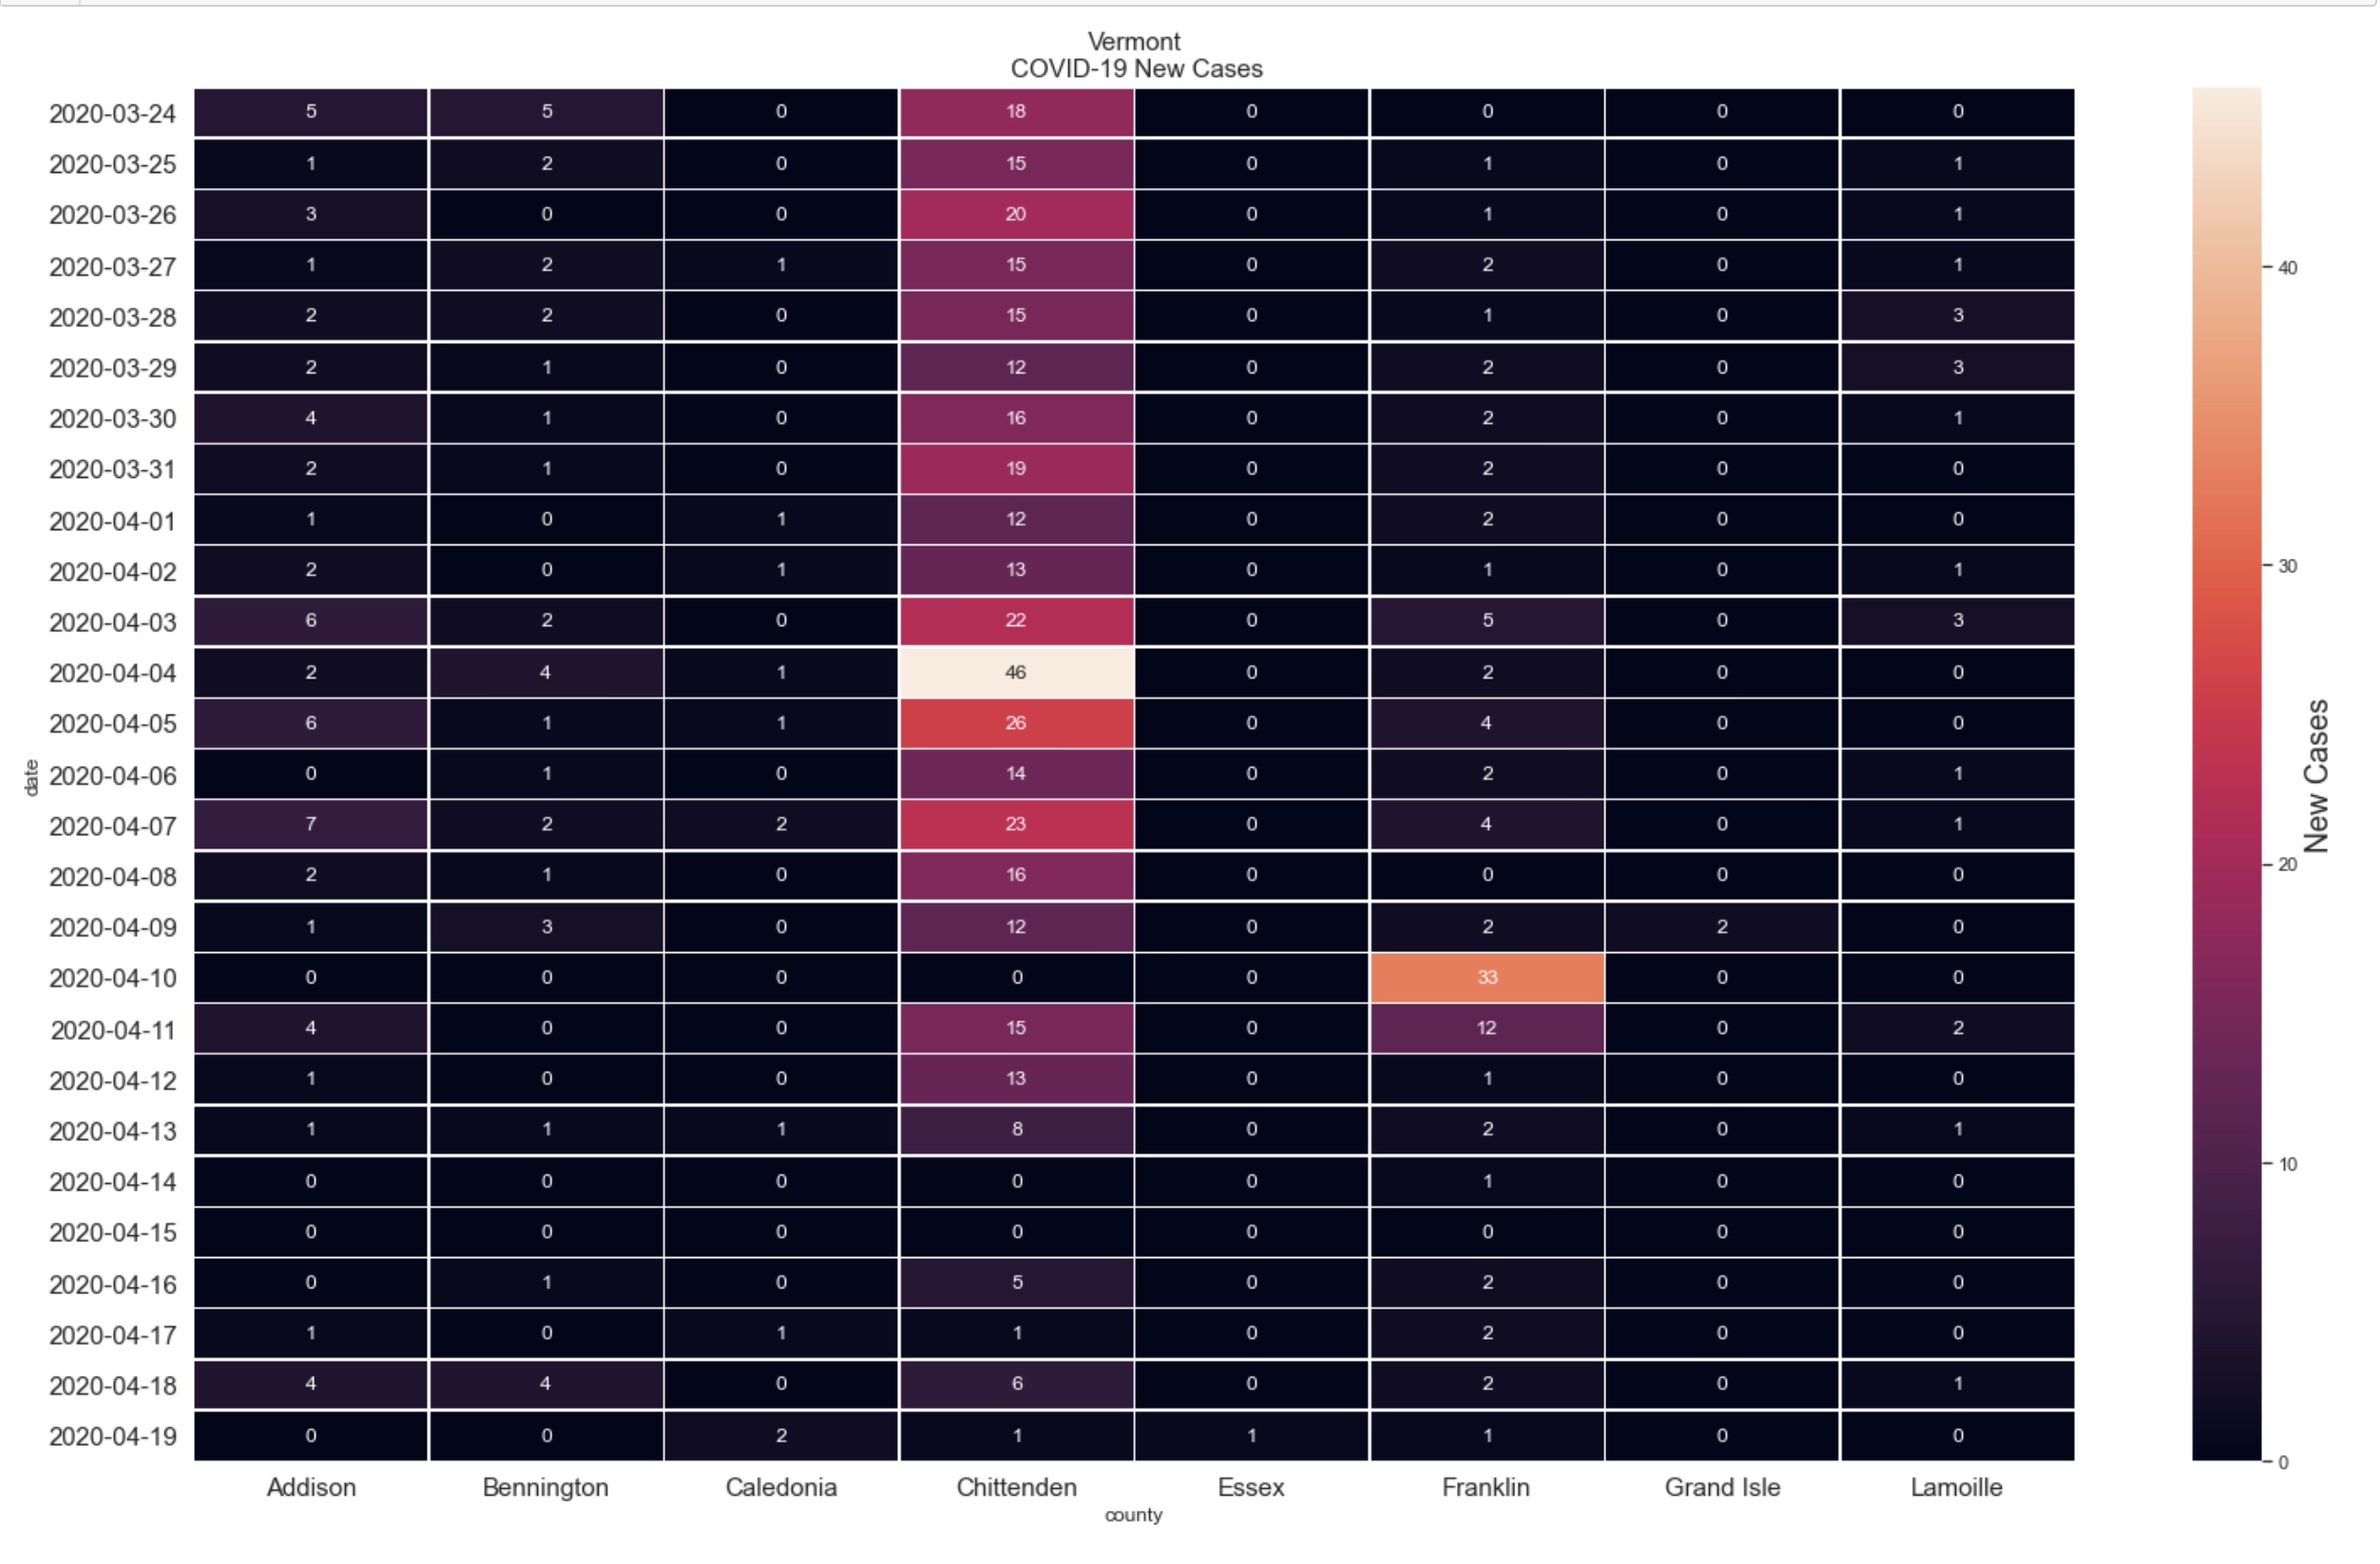 Vermont
COVID-19 New Cases
2020-03-24 5 5 0 18 0 0 0 0
2020-03-25 1 2 0 15 0 1 0 1
2020-03-26 3 0 0 20 0 1 0 1
2020-03-27 1 2 1 15 0 2 0 1
2020-03-28 2 2 0 15 0 1 0 3
2020-03-29 2 1 0 12 0 2 0 3
2020-03-30 4 1 0 16 0 2 0 1
2020-03-31 2 1 0 19 0 2 0 0
2020-04-01 1 0 1 12 0 2 0 0
2020-04-02 2 0 1 13 0 1 0 1
2020-04-03 6 2 0 22 0 5 0 3
2020-04-04 2 4 1 46 0 2 0 0
2020-04-05 6 1 1 26 0 4 0 0
2020-04-06 0 1 0 14 0 2 0 1
2020-04-07 7 2 2 23 0 4 0 1
2020-04-08 2 1 0 16 0 0 0 0
2020-04-09 1 3 0 12 0 2 2 0
2020-04-10 0 0 0 0 0 33 0 0
2020-04-11 4 0 0 15 0 12 0 2
2020-04-12 1 0 0 13 0 1 0 0
2020-04-13 1 1 1 8 0 2 0 1
2020-04-14 0 0 0 0 0 1 0 0
2020-04-15 0 0 0 0 0 0 0 0
2020-04-16 0 1 0 5 0 2 0 0
2020-04-17 1 0 1 1 0 2 0 0
2020-04-18 4 4 0 6 0 2 0 1
2020-04-19 0 0 2 1 1 1 0 0
Addison Bennington Caledonia Chittenden Essex Franklin Grand Isle Lamoille
county
date
40
30
20
10
0
New Cases